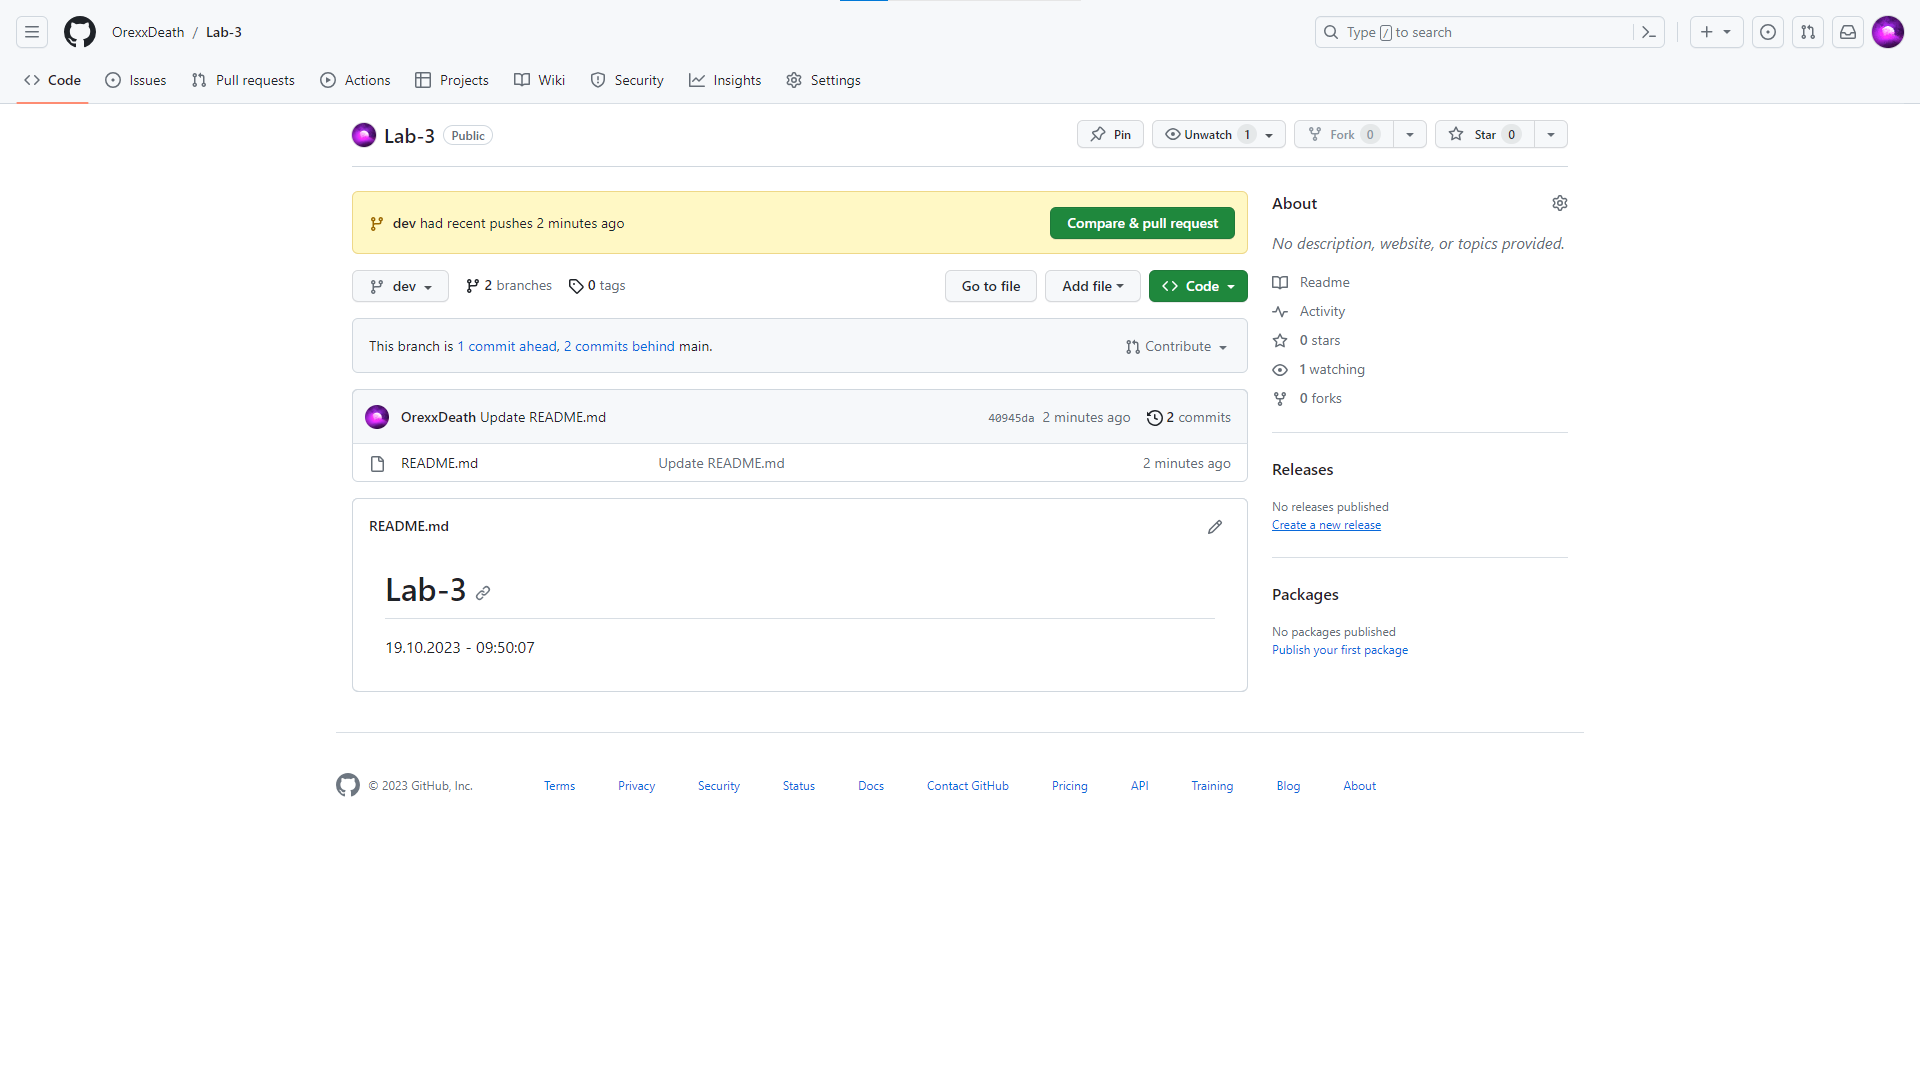 OrexxDeath / Lab-3
Type / to search
Code
Issues
Pull requests
Actions
Projects
Wiki
Security
Insights
Settings
Lab-3 Public
Pin
Unwatch 1
Fork 0
Star 0
dev had recent pushes 2 minutes ago
Compare & pull request
dev
2 branches
0 tags
Go to file
Add file
Code
This branch is 1 commit ahead, 2 commits behind main.
Contribute
OrexxDeath Update README.md 40945da 2 minutes ago 2 commits
README.md Update README.md 2 minutes ago
README.md
Lab-3
19.10.2023 - 09:50:07
About
No description, website, or topics provided.
Readme
Activity
0 stars
1 watching
0 forks
Releases
No releases published
Create a new release
Packages
No packages published
Publish your first package
© 2023 GitHub, Inc.
Terms
Privacy
Security
Status
Docs
Contact GitHub
Pricing
API
Training
Blog
About